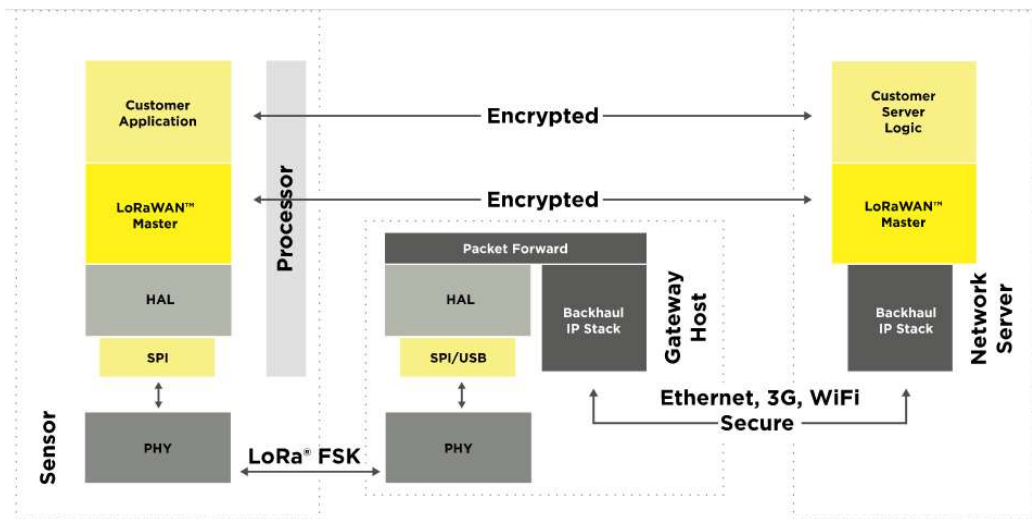 Customer
Application
LoRaWAN™
Master
HAL
SPI
PHY
Sensor
Processor
Encrypted
Encrypted
LoRa® FSK
Packet Forward
HAL
SPI/USB
PHY
Backhaul
IP Stack
Gateway
Host
Ethernet, 3G, WiFi
Secure
Customer
Server
Logic
LoRaWAN™
Master
Backhaul
IP Stack
Network
Server